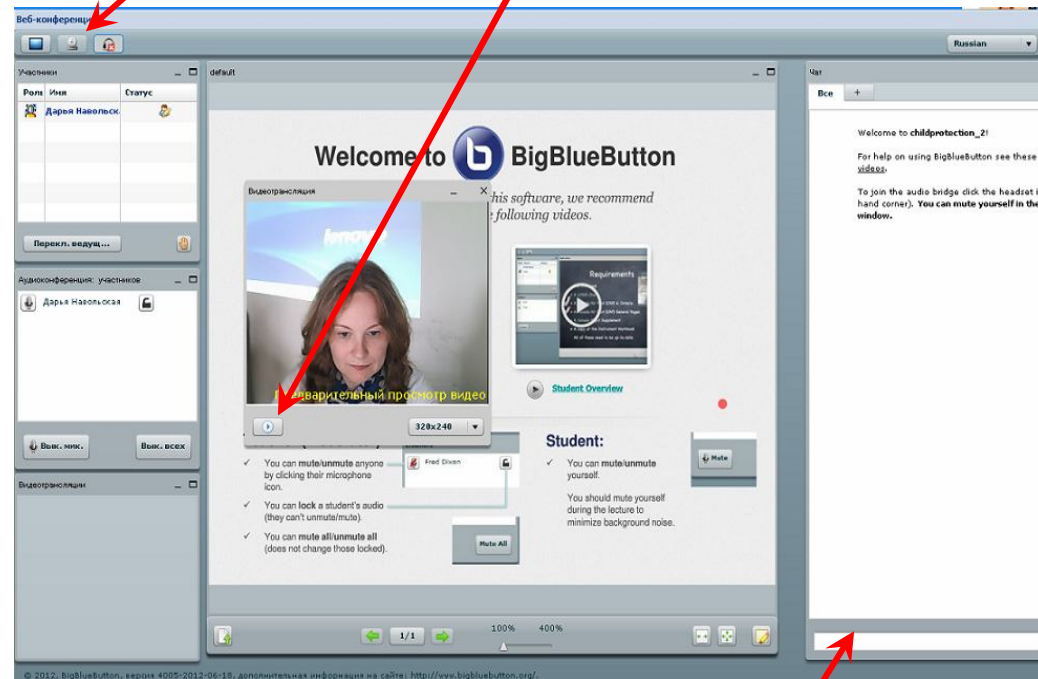 Веб-конференци
Russian
Участники
Роль Имя Статус
Дарья Навольск
Перекл. ведущ...
Аудиоконференция: участников
Дарья Навольская
Вык. мик.
Вык. всех
Видеотрансляции
default
Welcome to b BigBlueButton
his software, we recommend
following videos.
Видеотрансляция
lenovo
Предварительный просмотр видео
320x240
Requirements
Student Overview
You can mute/unmute anyone
by clicking their microphone
icon.
You can lock a student's audio
(they can't unmute/mute).
You can mute all/unmute all
(does not change those locked).
Fred Dixon
Mute All
Student:
You can mute/unmute
yourself.
You should mute yourself
during the lecture to
minimize background noise.
Mute
1/1
100% 400%
Чат
Все +
Welcome to childprotection_2!
For help on using BigBlueButton see these
videos.
To join the audio bridge click the headset i
hand corner). You can mute yourself in the
window.
© 2012, BigBlueButton, версия 4005-2012-06-18, дополнительная информация на сайте: http://www.bigbluebutton.org/.